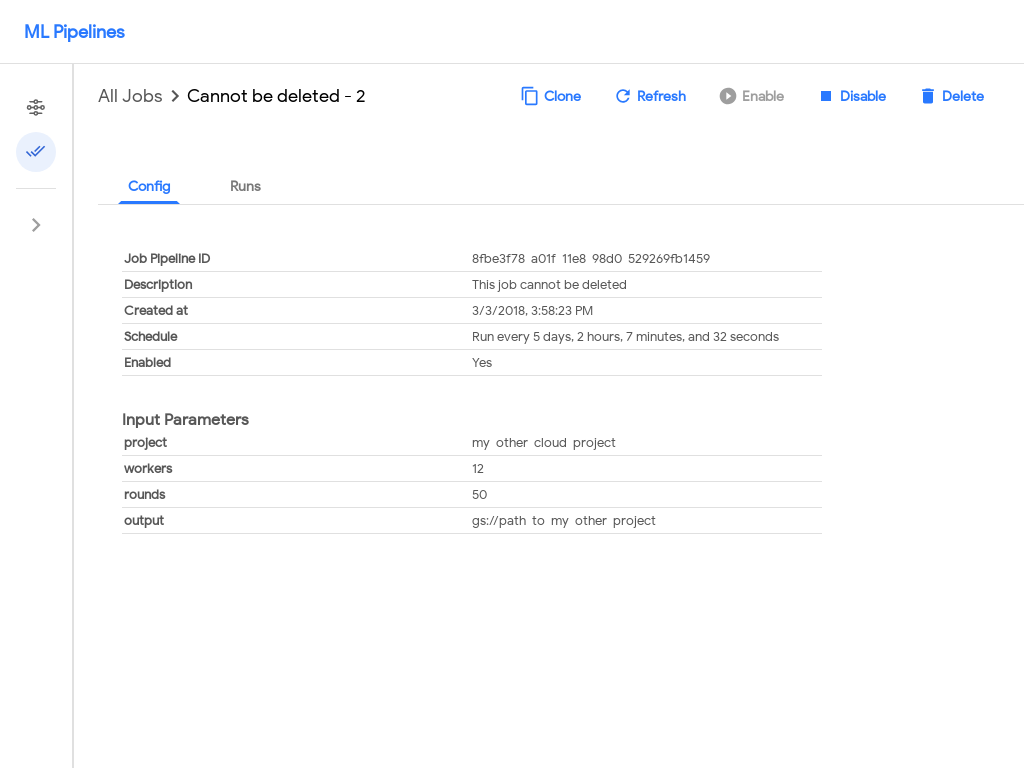 ML Pipelines
All Jobs > Cannot be deleted - 2
Clone Refresh Enable Disable Delete
Config Runs
Job Pipeline ID 8fbe3f78 a01f 11e8 98d0 529269fb1459
Description This job cannot be deleted
Created at 3/3/2018, 3:58:23 PM
Schedule Run every 5 days, 2 hours, 7 minutes, and 32 seconds
Enabled Yes
Input Parameters
project my other cloud project
workers 12
rounds 50
output gs://path to my other project